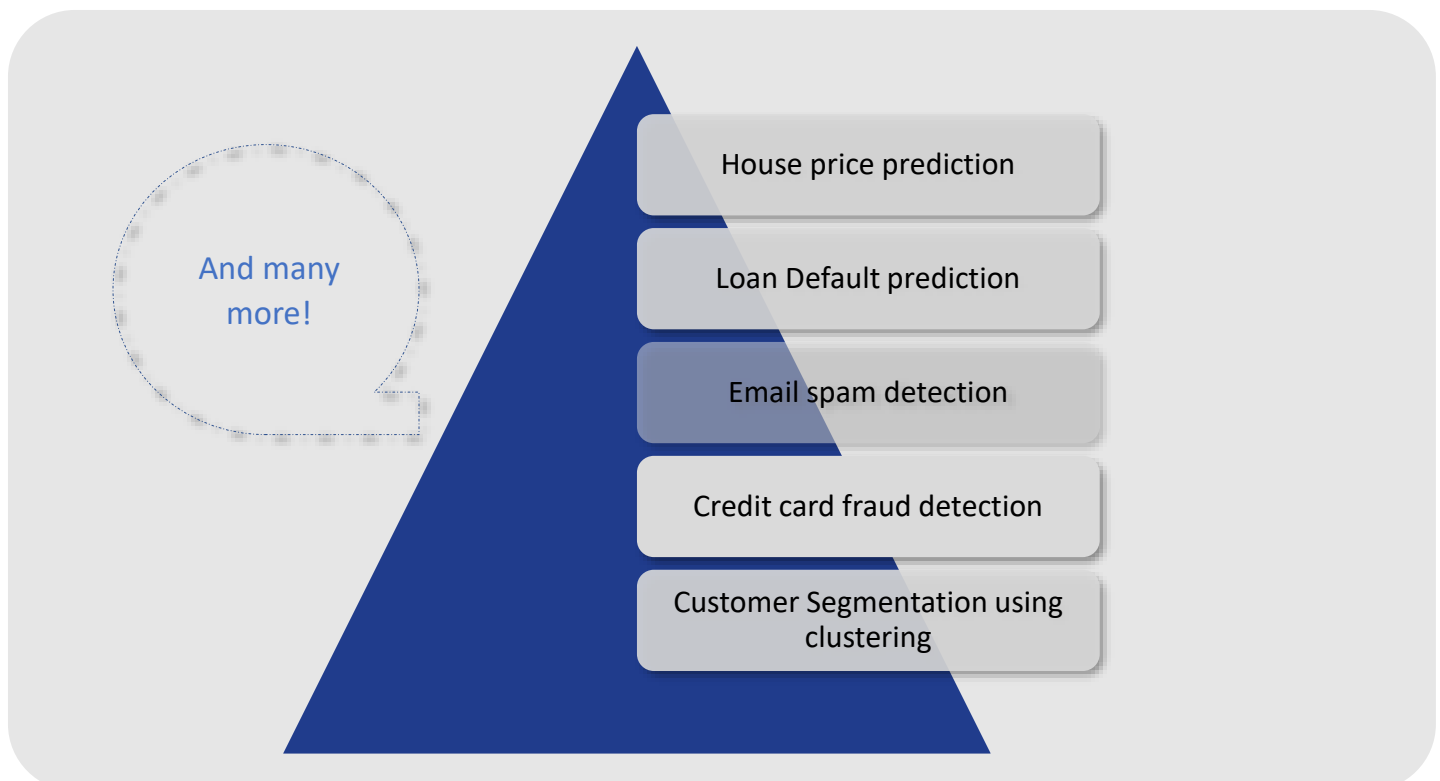 House price prediction
Loan Default prediction
And many
more!
Email spam detection
Credit card fraud detection
Customer Segmentation using
clustering